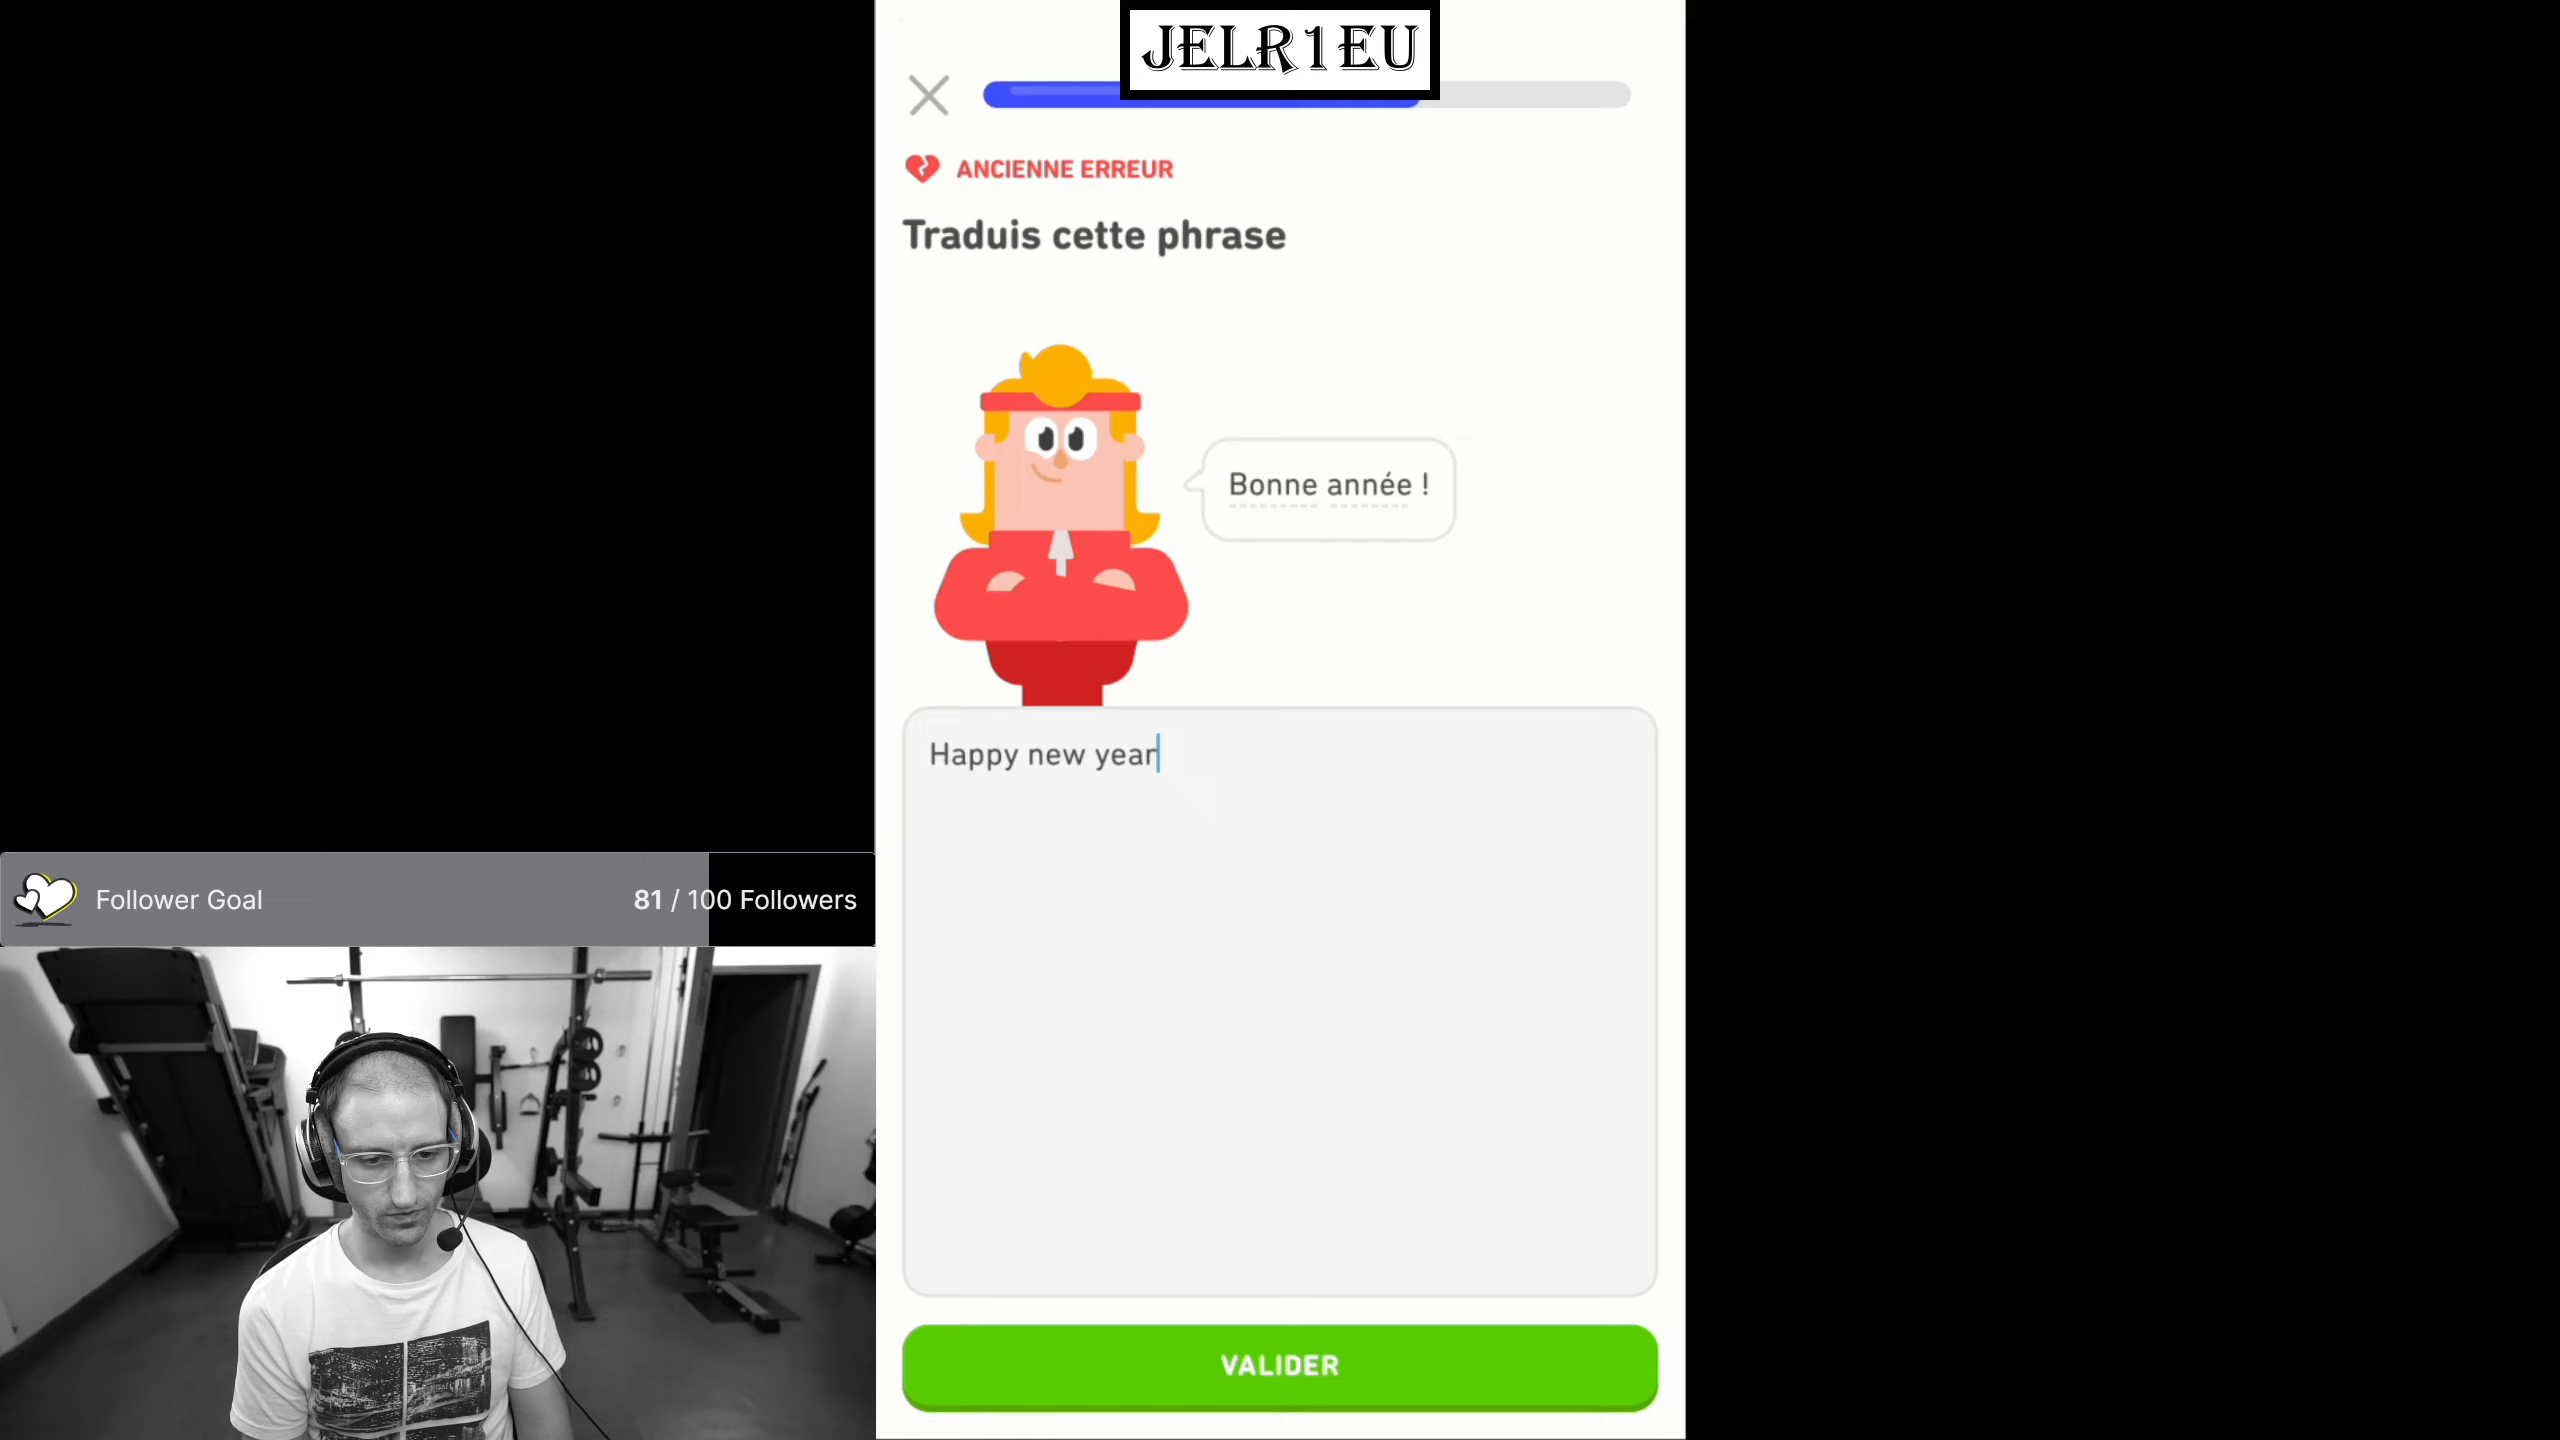 JELR1EU
ANCIENNE ERREUR
Traduis cette phrase
Bonne année !
Happy new year
Follower Goal
81 / 100 Followers
VALIDER